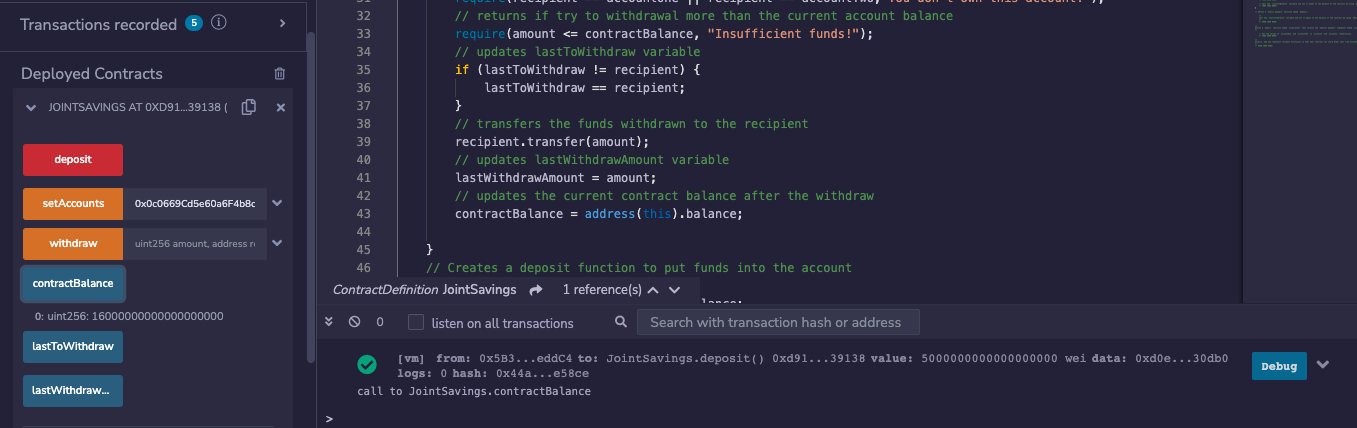 Transactions recorded 5 i >
Deployed Contracts
JOINTSAVINGS AT 0XD91...39138 (
deposit
setAccounts 0x0c0669Cd5e60a6F4b8c
withdraw uint256 amount, address r
contractBalance
0: uint256: 16000000000000000000
lastToWithdraw
lastWithdraw...
32 // returns if try to withdrawal more than the current account balance
33 require(amount <= contractBalance, "Insufficient funds!");
34 // updates lastToWithdraw variable
35 if (lastToWithdraw != recipient) {
36 lastToWithdraw == recipient;
37 }
38 // transfers the funds withdrawn to the recipient
39 recipient.transfer(amount);
40 // updates lastWithdrawAmount variable
41 lastWithdrawAmount = amount;
42 // updates the current contract balance after the withdraw
43 contractBalance = address(this).balance;
44
45 }
46 // Creates a deposit function to put funds into the account
ContractDefinition JointSavings 1 reference(s)
0 listen on all transactions Search with transaction hash or address
[vm] from: 0x5B3...eddC4 to: JointSavings.deposit() 0xd91...39138 value: 5000000000000000000 wei data: 0xd0e...30db0
logs: 0 hash: 0x44a...e58ce
Debug
call to JointSavings.contractBalance
>